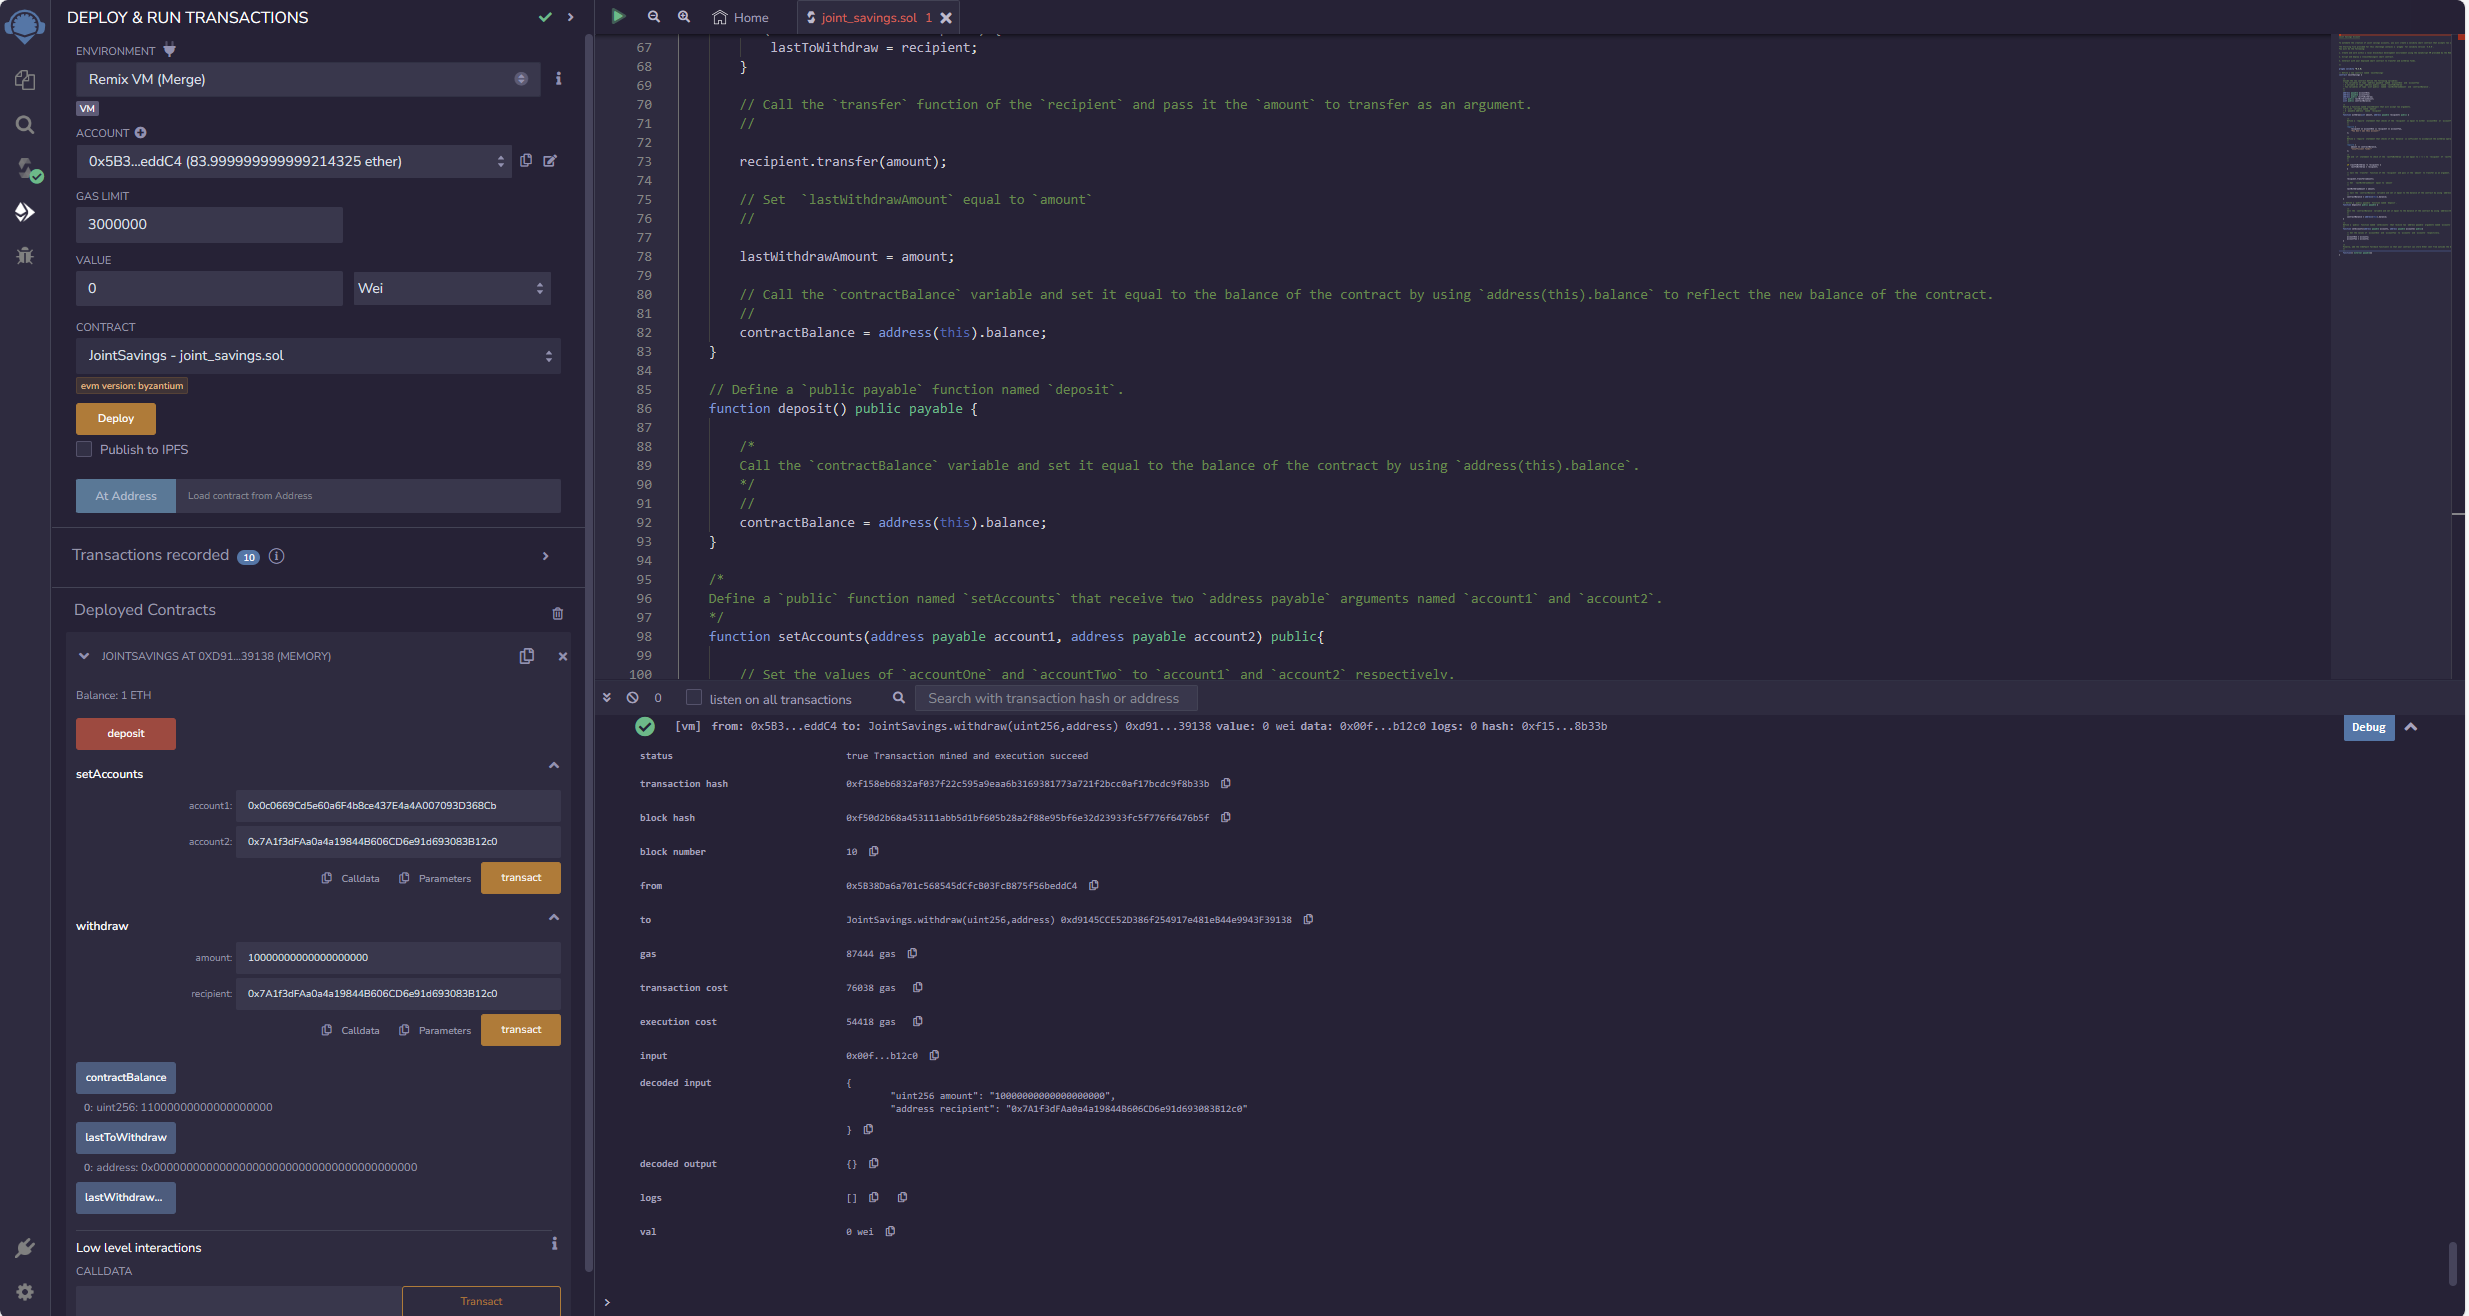 DEPLOY & RUN TRANSACTIONS
ENVIRONMENT
Remix VM (Merge)
VM
ACCOUNT
0x5B3...eddC4 (83.999999999999214325 ether)
GAS LIMIT
3000000
VALUE
0
Wei
CONTRACT
JointSavings - joint_savings.sol
evm version: byzantium
Deploy
Publish to IPFS
At Address
Load contract from Address
Transactions recorded 10
Deployed Contracts
JOINTSAVINGS AT 0XD91...39138 (MEMORY)
Balance: 1 ETH
deposit
setAccounts
account1: 0x0c0669Cd5e60a6F4b8ce437E4a4A007093D368Cb
account2: 0x7A1f3dFAa0a4a19844B606CD6e91d693083B12c0
Calldata Parameters transact
withdraw
amount: 10000000000000000000
recipient: 0x7A1f3dFAa0a4a19844B606CD6e91d693083B12c0
Calldata Parameters transact
contractBalance
0: uint256: 11000000000000000000
lastToWithdraw
0: address: 0x0000000000000000000000000000000000000000
lastWithdraw...
Low level interactions
CALLDATA
Transact
Home
joint_savings.sol 1
67 lastToWithdraw = recipient;
68 }
69
70 // Call the `transfer` function of the `recipient` and pass it the `amount` to transfer as an argument.
71 //
72
73 recipient.transfer(amount);
74
75 // Set  `lastWithdrawAmount` equal to `amount`
76 //
77
78 lastWithdrawAmount = amount;
79
80 // Call the `contractBalance` variable and set it equal to the balance of the contract by using `address(this).balance` to reflect the new balance of the contract.
81 //
82 contractBalance = address(this).balance;
83 }
84
85 // Define a `public payable` function named `deposit`.
86 function deposit() public payable {
87
88 /*
89 Call the `contractBalance` variable and set it equal to the balance of the contract by using `address(this).balance`.
90 */
91 //
92 contractBalance = address(this).balance;
93 }
94
95 /*
96 Define a `public` function named `setAccounts` that receive two `address payable` arguments named `account1` and `account2`.
97 */
98 function setAccounts(address payable account1, address payable account2) public{
99
100 // Set the values of `accountOne` and `accountTwo` to `account1` and `account2` respectively.
0
listen on all transactions
Search with transaction hash or address
[vm] from: 0x5B3...eddC4 to: JointSavings.withdraw(uint256,address) 0xd91...39138 value: 0 wei data: 0x00f...b12c0 logs: 0 hash: 0xf15...8b33b
Debug
status true Transaction mined and execution succeed
transaction hash 0xf158eb6832af037f22c595a9eaa6b3169381773a721f2bcc0af17bcdc9f8b33b
block hash 0xf50d2b68a453111abb5d1bf605b28a2f88e95bf6e32d23933fc5f776f6476b5f
block number 10
from 0x5B38Da6a701c568545dCfcB03FcB875f56beddC4
to JointSavings.withdraw(uint256,address) 0xd9145CCE52D386f254917e481eB44e9943F39138
gas 87444 gas
transaction cost 76038 gas
execution cost 54418 gas
input 0x00f...b12c0
decoded input {
"uint256 amount": "10000000000000000000",
"address recipient": "0x7A1f3dFAa0a4a19844B606CD6e91d693083B12c0"
}
decoded output {}
logs []
val 0 wei
>